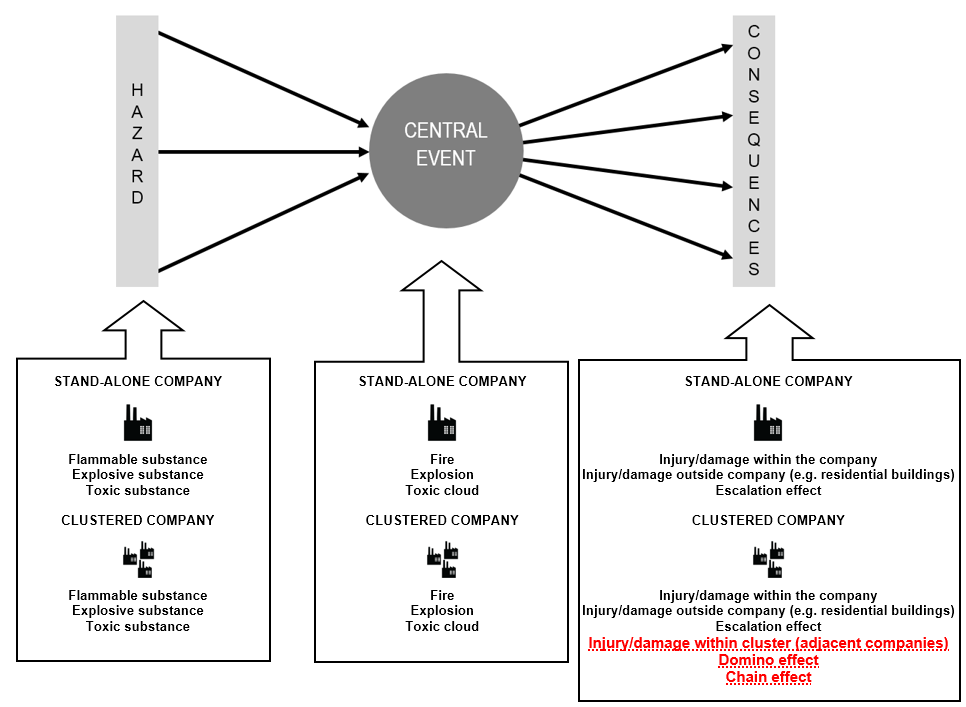 HAZARD
CENTRAL
EVENT
CONSEQUENCES
STAND-ALONE COMPANY
Flammable substance
Explosive substance
Toxic substance
CLUSTERED COMPANY
Flammable substance
Explosive substance
Toxic substance
STAND-ALONE COMPANY
Fire
Explosion
Toxic cloud
CLUSTERED COMPANY
Fire
Explosion
Toxic cloud
STAND-ALONE COMPANY
Injury/damage within the company
Injury/damage outside company (e.g. residential buildings)
Escalation effect
CLUSTERED COMPANY
Injury/damage within the company
Injury/damage outside company (e.g. residential buildings)
Escalation effect
Injury/damage within cluster (adjacent companies)
Domino effect
Chain effect